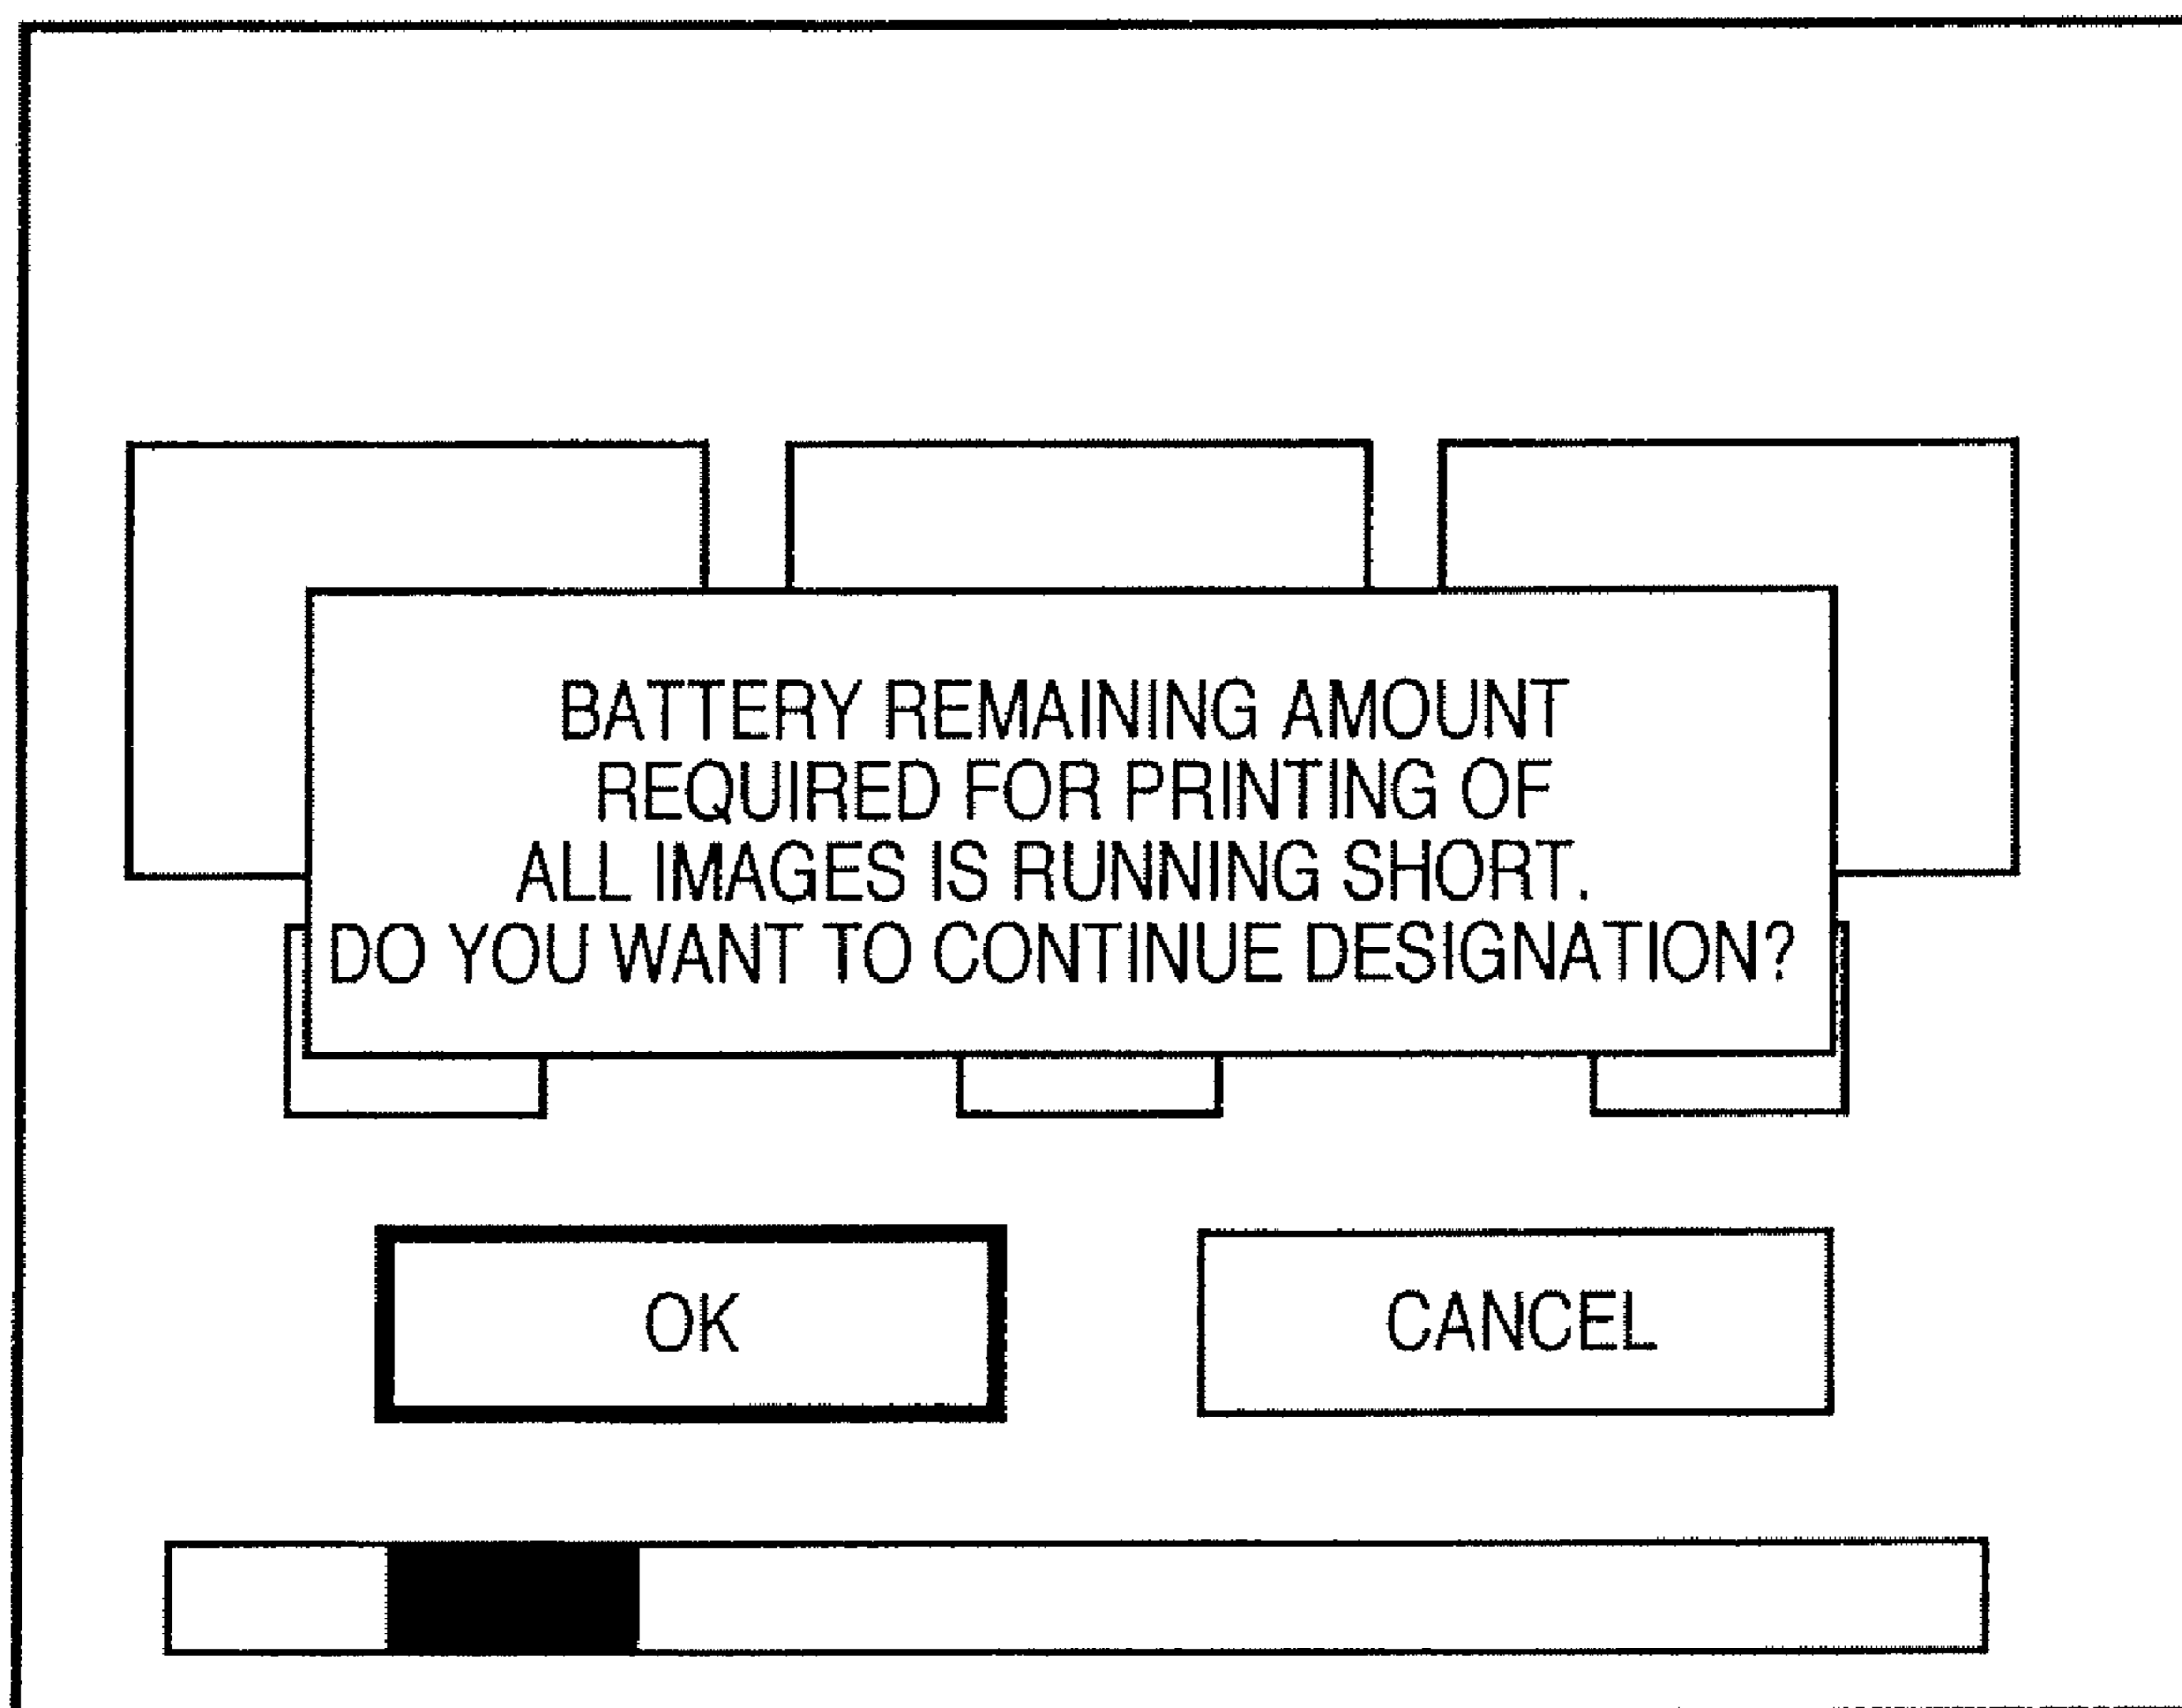 BATTERY REMAINING AMOUNT
REQUIRED FOR PRINTING OF
ALL IMAGES IS RUNNING SHORT.
DO YOU WANT TO CONTINUE DESIGNATION?
OK
CANCEL